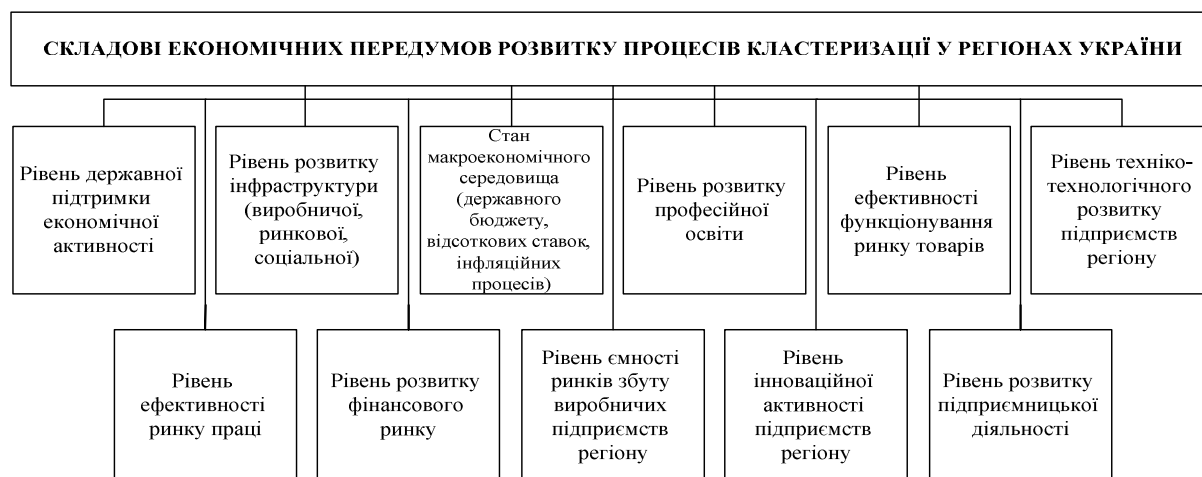 СКЛАДОВІ ЕКОНОМІЧНИХ ПЕРЕДУМОВ РОЗВИТКУ ПРОЦЕСІВ КЛАСТЕРИЗАЦІЇ У РЕГІОНАХ УКРАЇНИ
Рівень державної
підтримки
економічної
активності
Рівень розвитку
інфраструктури
(виробничої,
ринкової,
соціальної)
Стан
макроекономічного
середовища
(державного
бюджету,
відсоткових ставок,
інфляційних
процесів)
Рівень розвитку
професійної
освіти
Рівень
ефективності
функціонування
ринку товарів
Рівень техніко-
технологічного
розвитку
підприємств
регіону
Рівень
ефективності
ринку праці
Рівень розвитку
фінансового
ринку
Рівень ємності
ринків збуту
виробничих
підприємств
регіону
Рівень
інноваційної
активності
підприємств
регіону
Рівень розвитку
підприємницької
діяльності